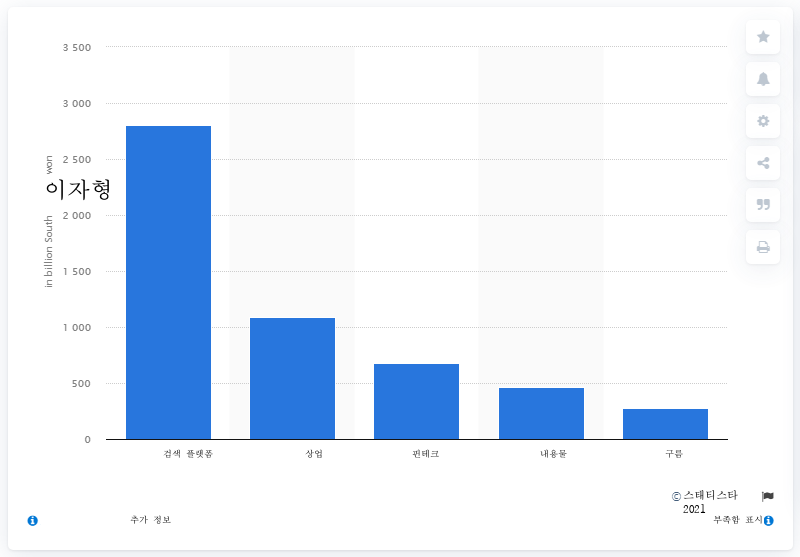 3 500
3 000
2 500
2 000
1 500
1 000
500
0
in billion South
이자형
won
검색 플랫폼
상업
핀테크
내용물
구름
© 스태티스타
2021
추가 정보
부족함 표시